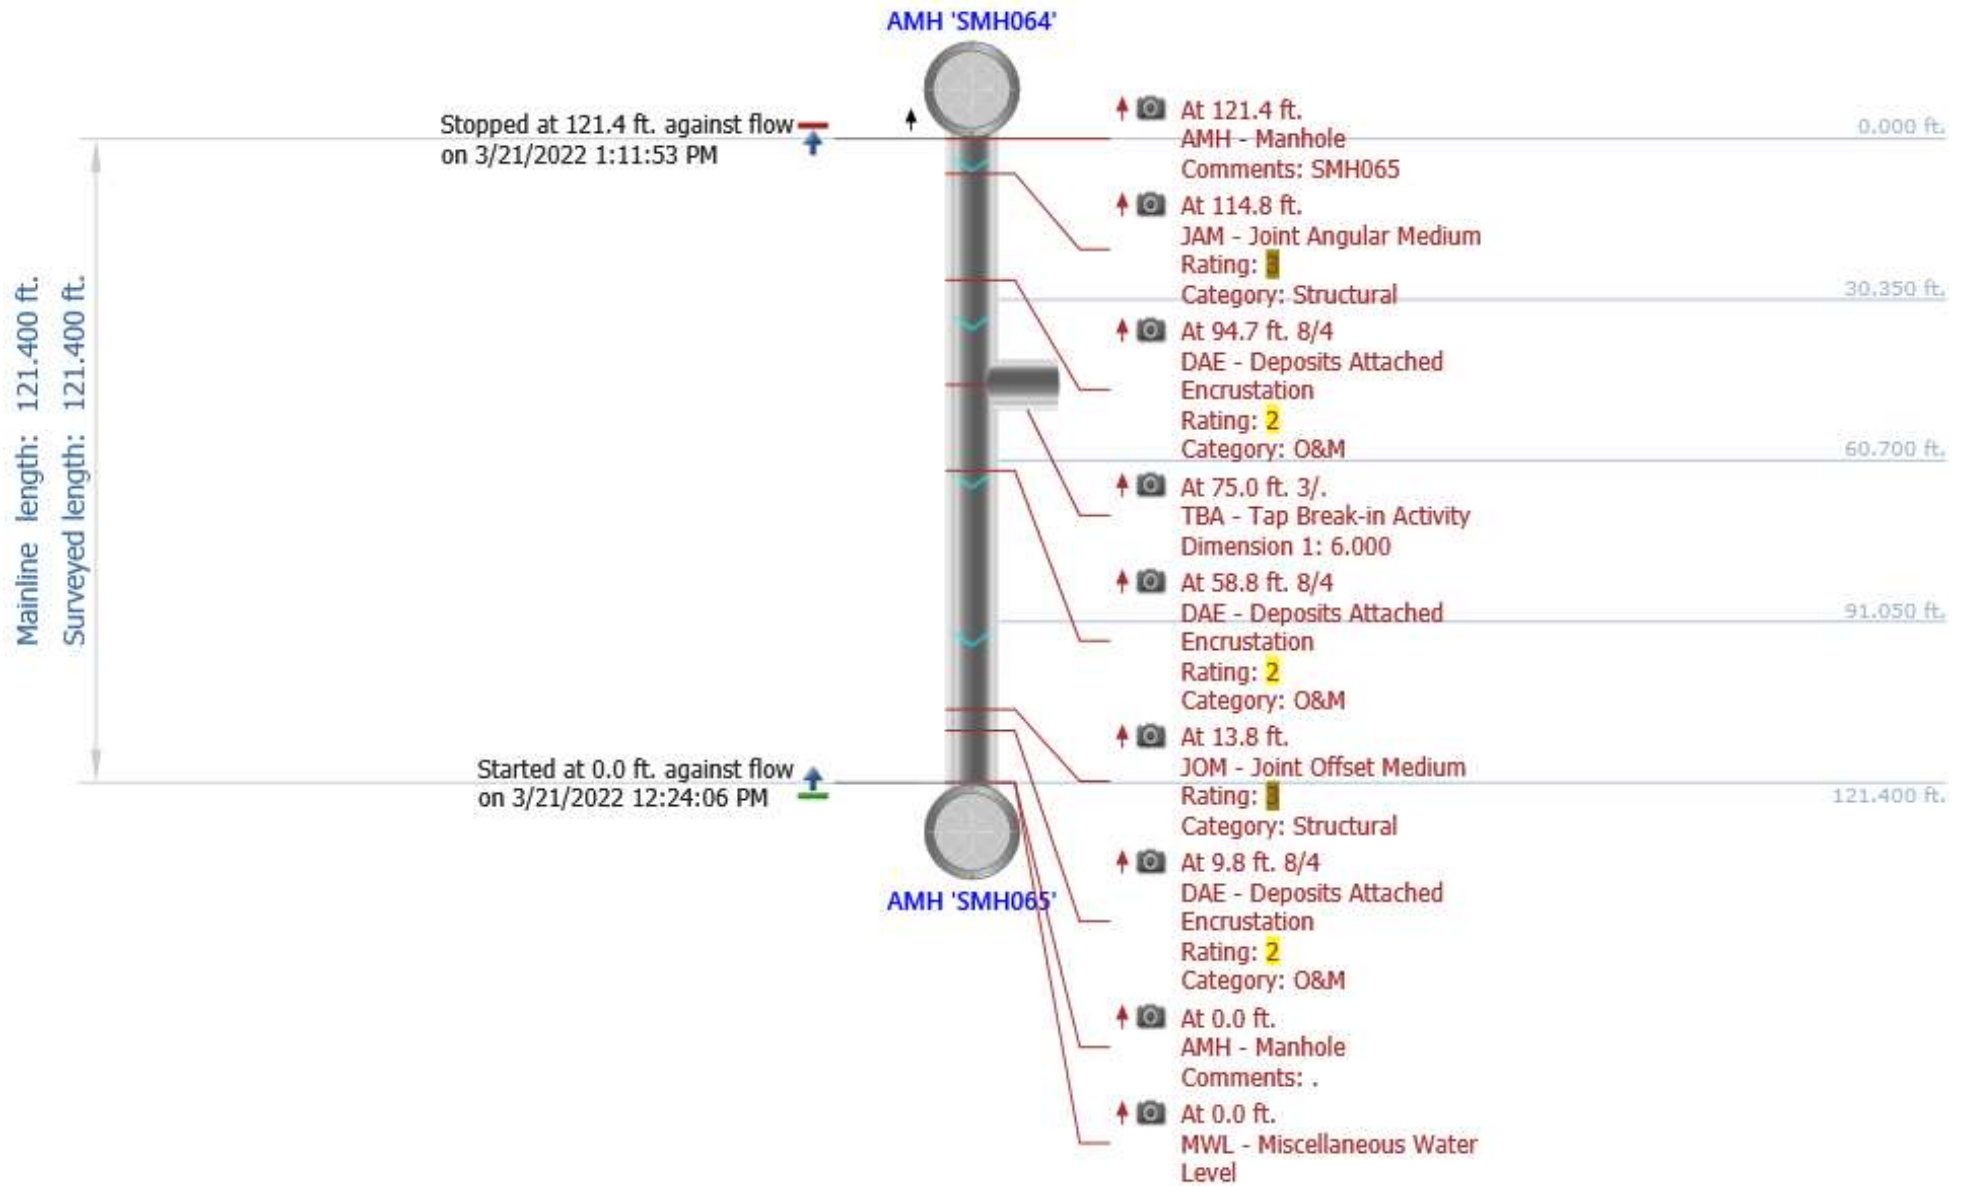 AMH 'SMH064'
Stopped at 121.4 ft. against flow
on 3/21/2022 1:11:53 PM
At 121.4 ft.
AMH - Manhole
Comments: SMH065
0.000 ft.
At 114.8 ft.
JAM - Joint Angular Medium
Rating: 3
Category: Structural
30.350 ft.
At 94.7 ft. 8/4
DAE - Deposits Attached
Encrustation
Rating: 2
Category: O&M
60.700 ft.
At 75.0 ft. 3/.
TBA - Tap Break-in Activity
Dimension 1: 6.000
At 58.8 ft. 8/4
DAE - Deposits Attached
Encrustation
Rating: 2
Category: O&M
91.050 ft.
Mainline length: 121.400 ft.
Surveyed length: 121.400 ft.
At 13.8 ft.
JOM - Joint Offset Medium
Rating: 3
Category: Structural
121.400 ft.
Started at 0.0 ft. against flow
on 3/21/2022 12:24:06 PM
AMH 'SMH065'
At 9.8 ft. 8/4
DAE - Deposits Attached
Encrustation
Rating: 2
Category: O&M
At 0.0 ft.
AMH - Manhole
Comments: .
At 0.0 ft.
MWL - Miscellaneous Water
Level